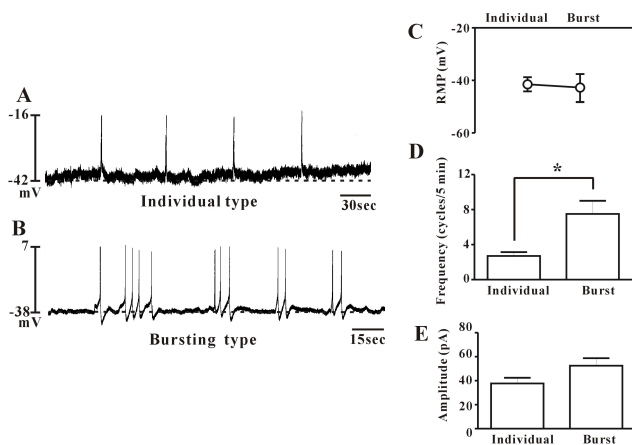 A
-16
-42
mV
Individual type
30sec
B
7
-38
mV
Bursting type
15sec
C
Individual Burst
RMP (mV)
-20
-40
-60
D
Frequency (cycles/5 min)
12
8
4
0
*
Individual Burst
E
Amplitude (pA)
80
60
40
20
0
Individual Burst